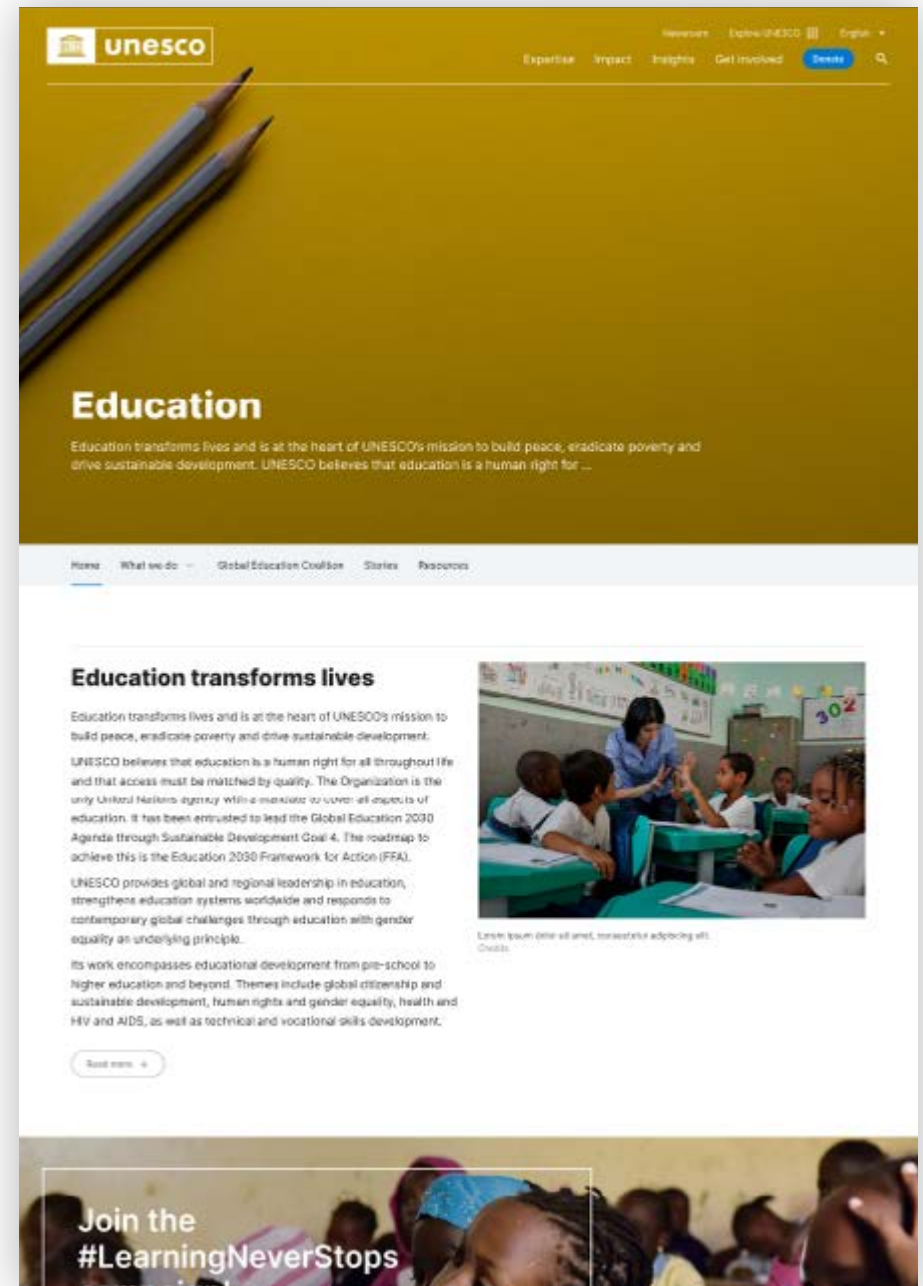 unesco
Newsroom Explore UNESCO English
Expertise Impact Insights Get involved Donate
Education
Education transforms lives and is at the heart of UNESCO's mission to build peace, eradicate poverty and
drive sustainable development. UNESCO believes that education is a human right for ...
Home What we do Global Education Coalition Stories Resources
Education transforms lives
Education transforms lives and is at the heart of UNESCO's mission to
build peace, eradicate poverty and drive sustainable development.
UNESCO believes that education is a human right for all throughout life
and that access must be matched by quality. The Organization is the
only United Nations agency with a mandate to cover all aspects of
education. It has been entrusted to lead the Global Education 2030
Agenda through Sustainable Development Goal 4. The roadmap to
achieve this is the Education 2030 Framework for Action (FFA).
UNESCO provides global and regional leadership in education,
strengthens education systems worldwide and responds to
contemporary global challenges through education with gender
equality an underlying principle.
Its work encompasses educational development from pre-school to
higher education and beyond. Themes include global citizenship and
sustainable development, human rights and gender equality, health and
HIV and AIDS, as well as technical and vocational skills development.
Read more
302
Lorem ipsum dolor sit amet, consectetur adipiscing elit.
Credits
Join the
#LearningNeverStops